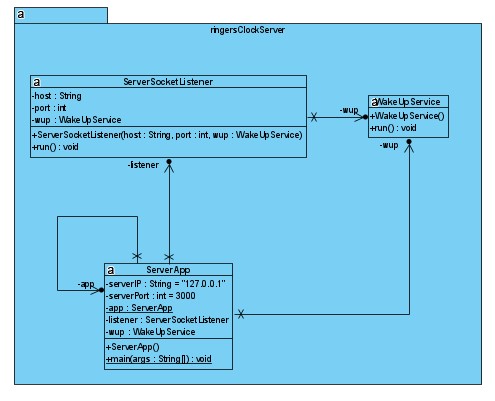 a
ringersClockServer
a
ServerSocketListener
-host : String
-port : int
-wup : WakeUpService
+ServerSocketListener(host : String, port : int, wup : WakeUpService)
+run() : void
-wup
a
WakeUpService
+WakeUpService()
+run() : void
-wup
-listener
-app
a
ServerApp
-serverIP : String = "127.0.0.1"
-serverPort : int = 3000
-app : ServerApp
-listener : ServerSocketListener
-wup : WakeUpService
+ServerApp()
+main(args : String[]) : void